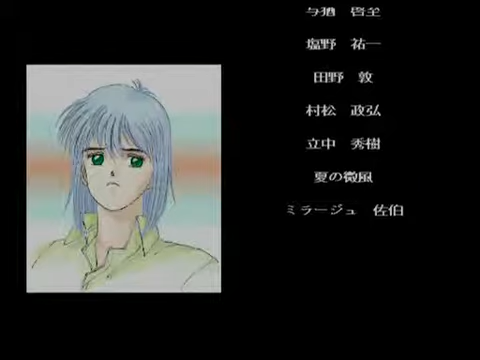 塩野 祐一
田野 敦
村松 政弘
立中 秀樹
夏の微風
ミラージュ 佐伯